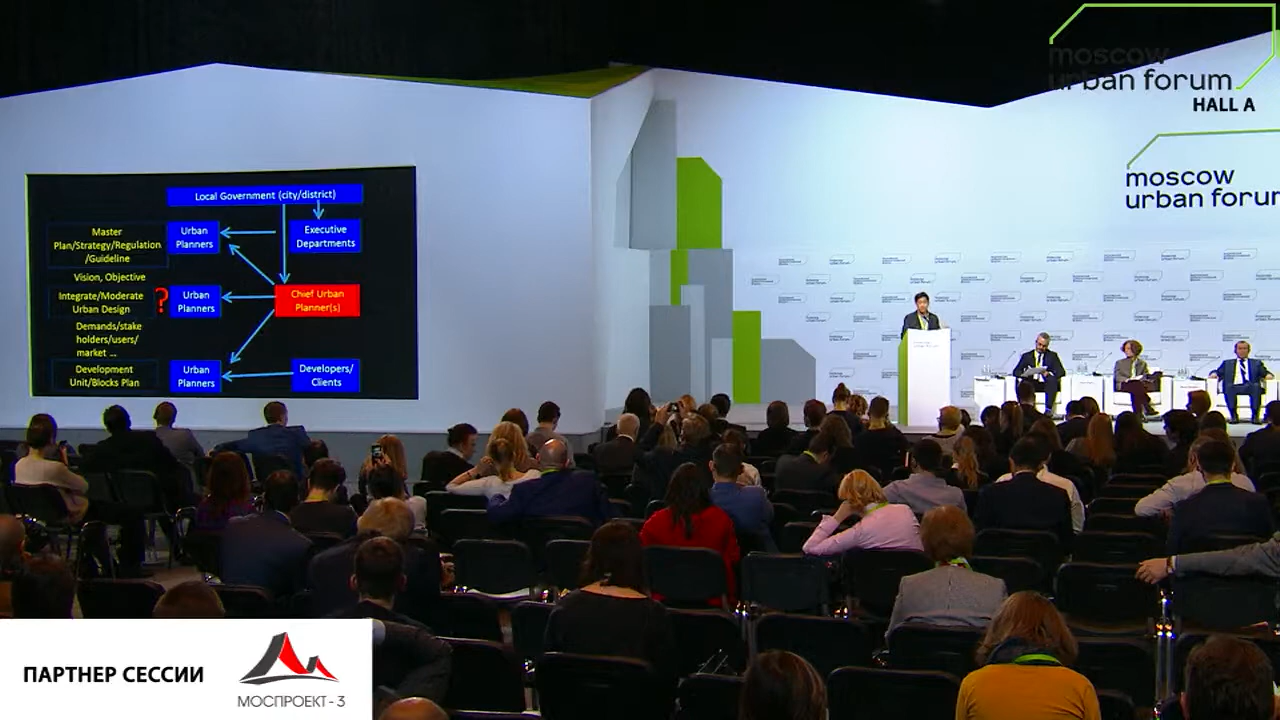 moscow
urban forum
HALL A
moscow
urban forum
Local Government (city/district)
Master
Plan/Strategy/Regulation
/Guideline
Urban
Planners
Executive
Departments
Vision, Objective
Integrate/Moderate
Urban Design
?
Urban
Planners
Chief Urban
Planner(s)
Demands/stake
holders/users/
market ...
Development
Unit/Blocks Plan
Urban
Planners
Developers/
Clients
ПАРТНЕР СЕССИИ
МОСПРОЕКТ - 3